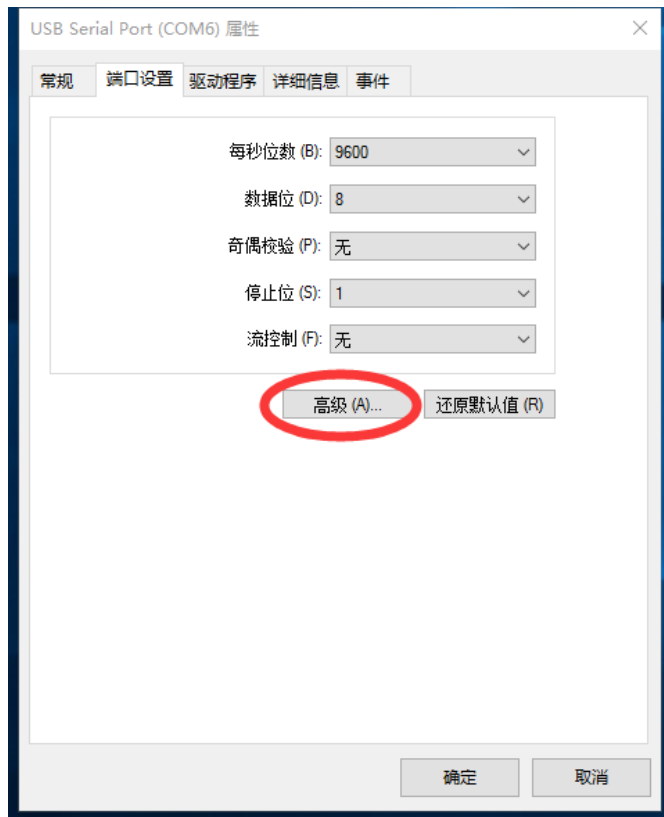 USB Serial Port (COM6) 属性
常规 端口设置 驱动程序 详细信息 事件
每秒位数 (B): 9600
数据位 (D): 8
奇偶校验 (P): 无
停止位 (S): 1
流控制 (F): 无
高级 (A)... 还原默认值 (R)
确定 取消